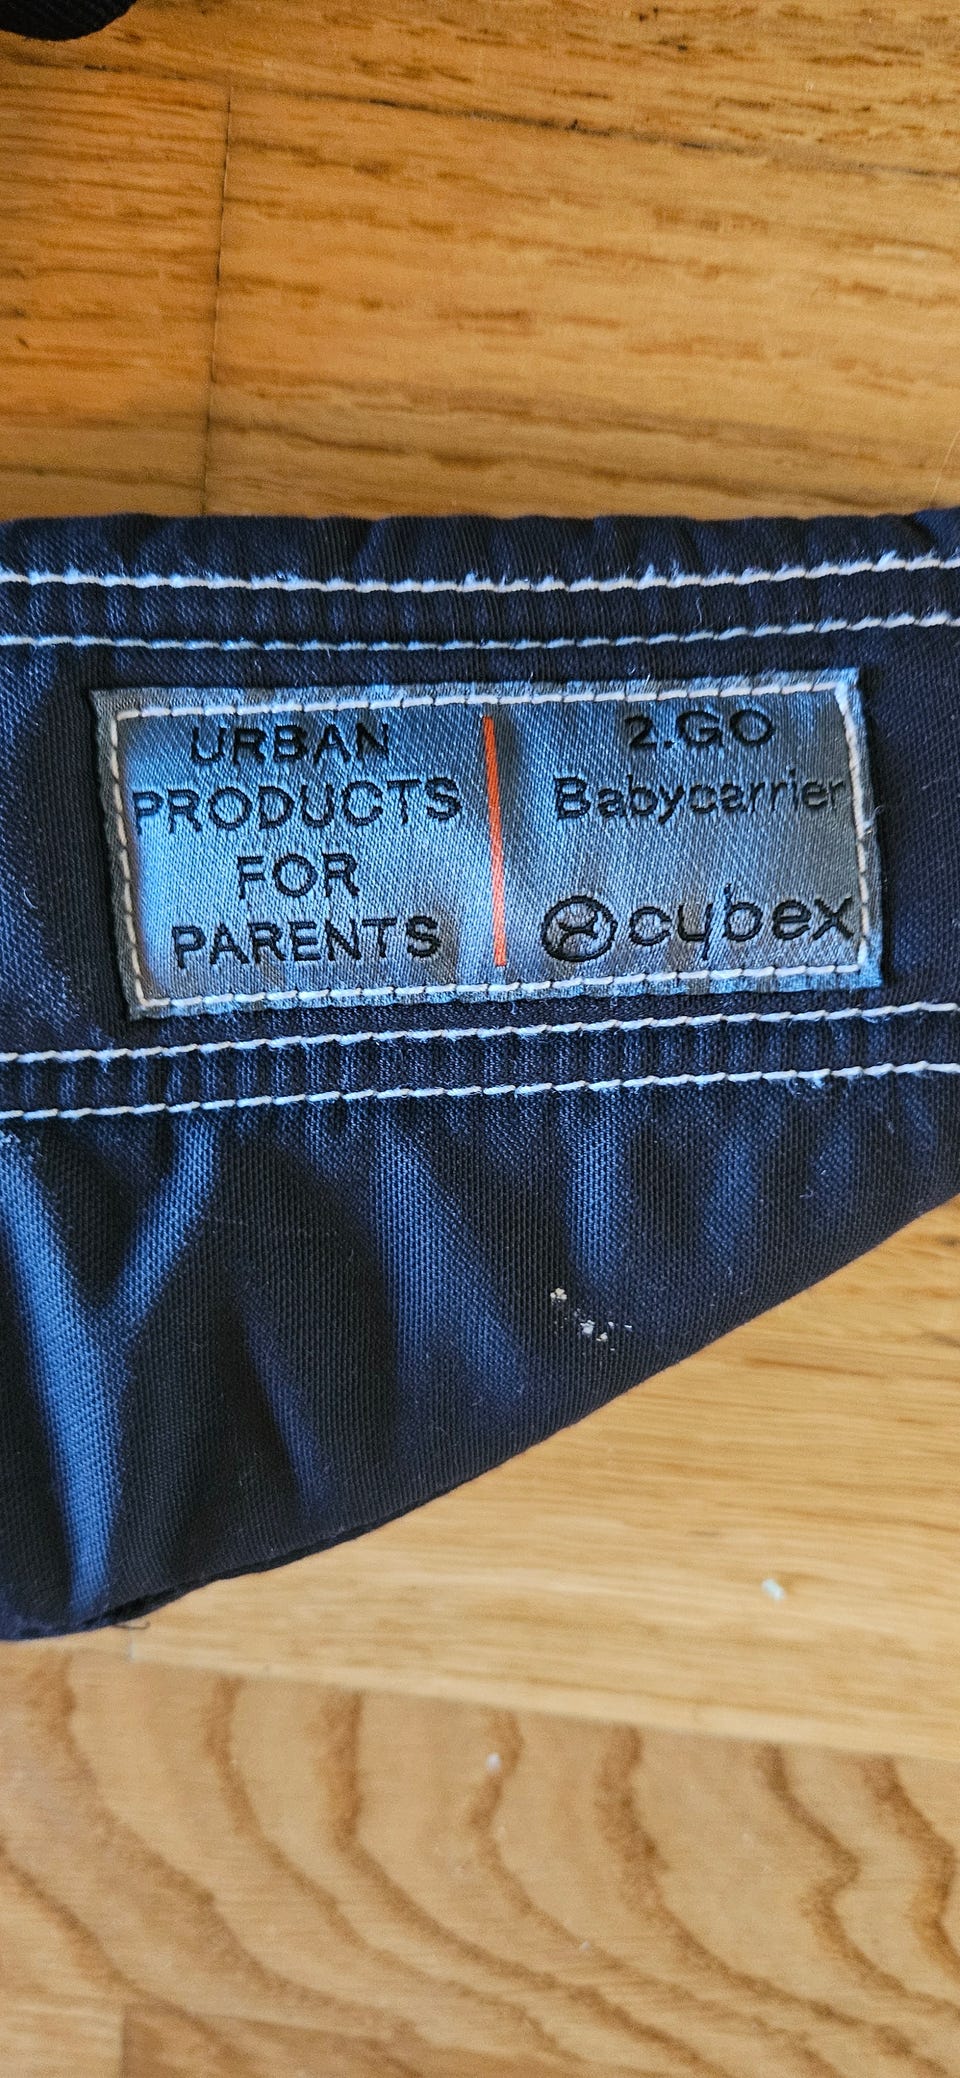 URBAN
PRODUCTS
FOR
PARENTS
2.GO
Babycarrier
cybex